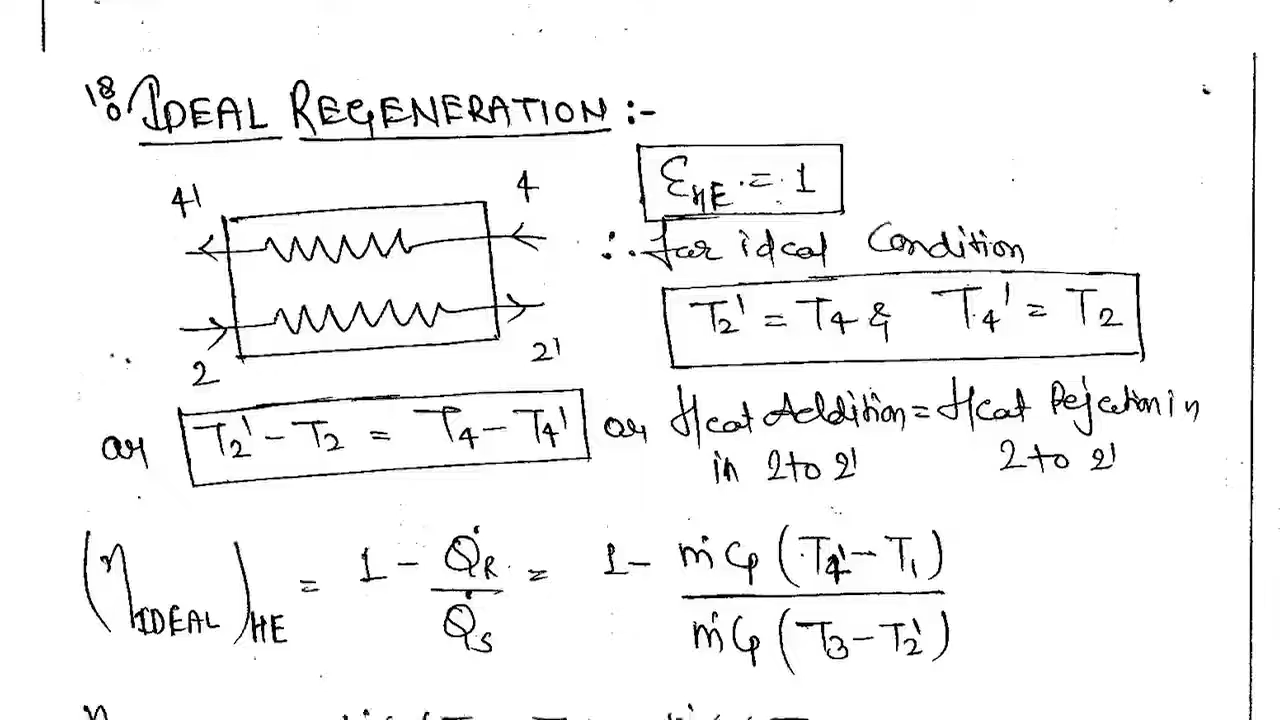 18° IDEAL REGENERATION :-
4' 4
ε_HE = 1
∴ for ideal Condition
T₂' = T₄ & T₄' = T₂
2 2'
or T₂' - T₂ = T₄ - T₄' or Heat Addition = Heat Rejection in
in 2 to 2' 2 to 2'
(η_IDEAL)_HE = 1 - Q̇_R / Q̇_S = 1 - ṁCp (T₄' - T₁) / ṁCp (T₃ - T₂')